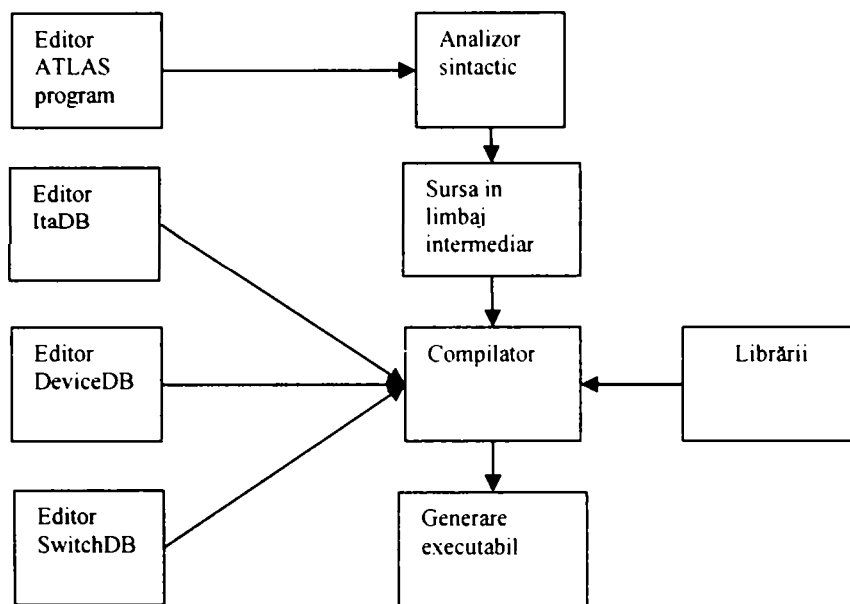 Editor
ATLAS
program
Analizor
sintactic
Editor
ItaDB
Sursa in
limbaj
intermediar
Editor
DeviceDB
Compilator
Librării
Editor
SwitchDB
Generare
executabil